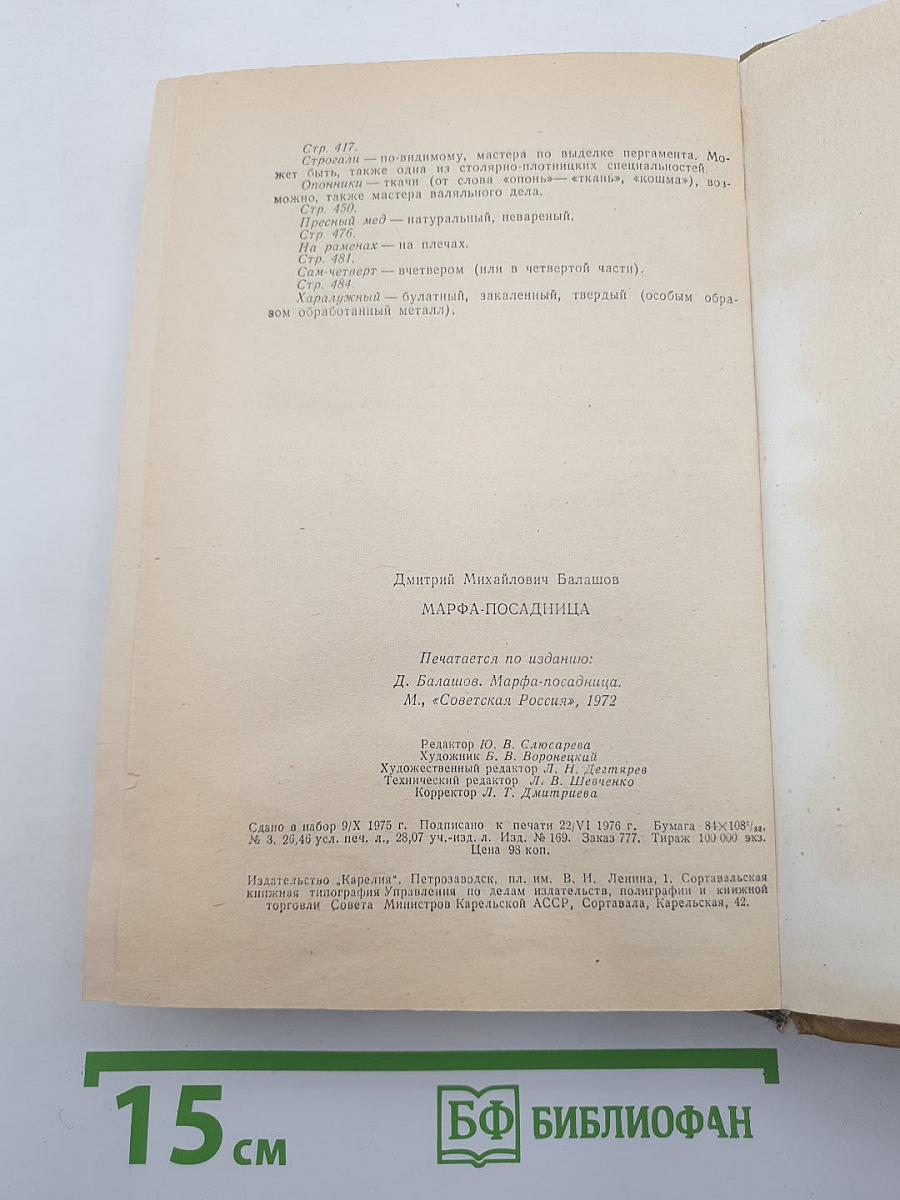 Стр. 417.
Строгали — по-видимому, мастера по выделке пергамента. Мо-
жет быть, также одна из столярно-плотницких специальностей.
Опонники — ткачи (от слова «опонь»— «ткань», «кошма»), воз-
можно, также мастера валяльного дела.
Стр. 450.
Пресный мед — натуральный, невареный.
Стр. 476.
На раменах — на плечах.
Стр. 481.
Сам-четверт — вчетвером (или в четвертой части).
Стр. 484.
Харалужный — булатный, закаленный, твердый (особым обра-
зом обработанный металл).
Дмитрий Михайлович Балашов
МАРФА-ПОСАДНИЦА
Печатается по изданию:
Д. Балашов. Марфа-посадница.
М., «Советская Россия», 1972
Редактор Ю. В. Слюсарева
Художник Б. В. Воронецкий
Художественный редактор Л. Н. Дегтярев
Технический редактор Л. В. Шевченко
Корректор Л. Т. Дмитриева
Сдано в набор 9/X 1975 г. Подписано к печати 22/VI 1976 г. Бумага 84×108¹/₃₂.
№ 3. 26,46 усл. печ. л., 28,07 уч.-изд. л. Изд. № 169. Заказ 777. Тираж 100 000 экз.
Цена 98 коп.
Издательство „Карелия“. Петрозаводск, пл. им. В. И. Ленина, 1. Сортавальская
книжная типография Управления по делам издательств, полиграфии и книжной
торговли Совета Министров Карельской АССР, Сортавала, Карельская, 42.
15 см
БФ БИБЛИОФАН